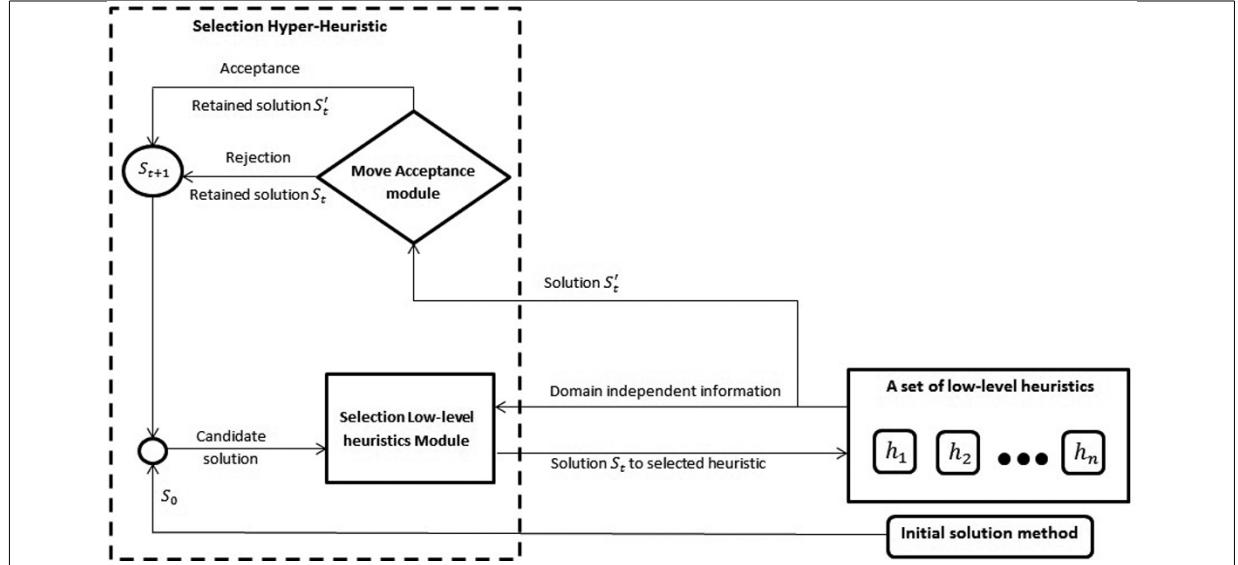 Selection Hyper-Heuristic
Acceptance
Retained solution S′ₜ
Rejection
Retained solution Sₜ
Sₜ₊₁
Move Acceptance
module
Solution S′ₜ
Domain independent information
Selection Low-level
heuristics Module
Candidate
solution
Solution Sₜ to selected heuristic
A set of low-level heuristics
h₁ h₂ ●●● hₙ
S₀
Initial solution method